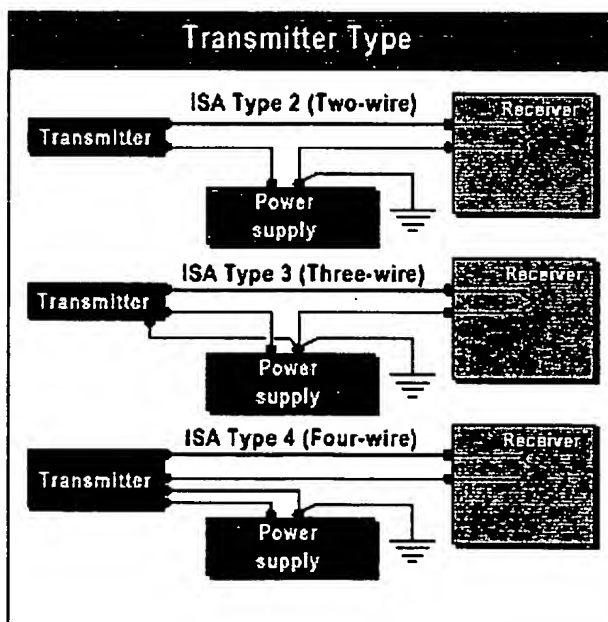 Transmitter Type
ISA Type 2 (Two-wire)
Receiver
Transmitter
Power
supply
ISA Type 3 (Three-wire)
Receiver
Transmitter
Power
supply
ISA Type 4 (Four-wire)
Receiver
Transmitter
Power
supply